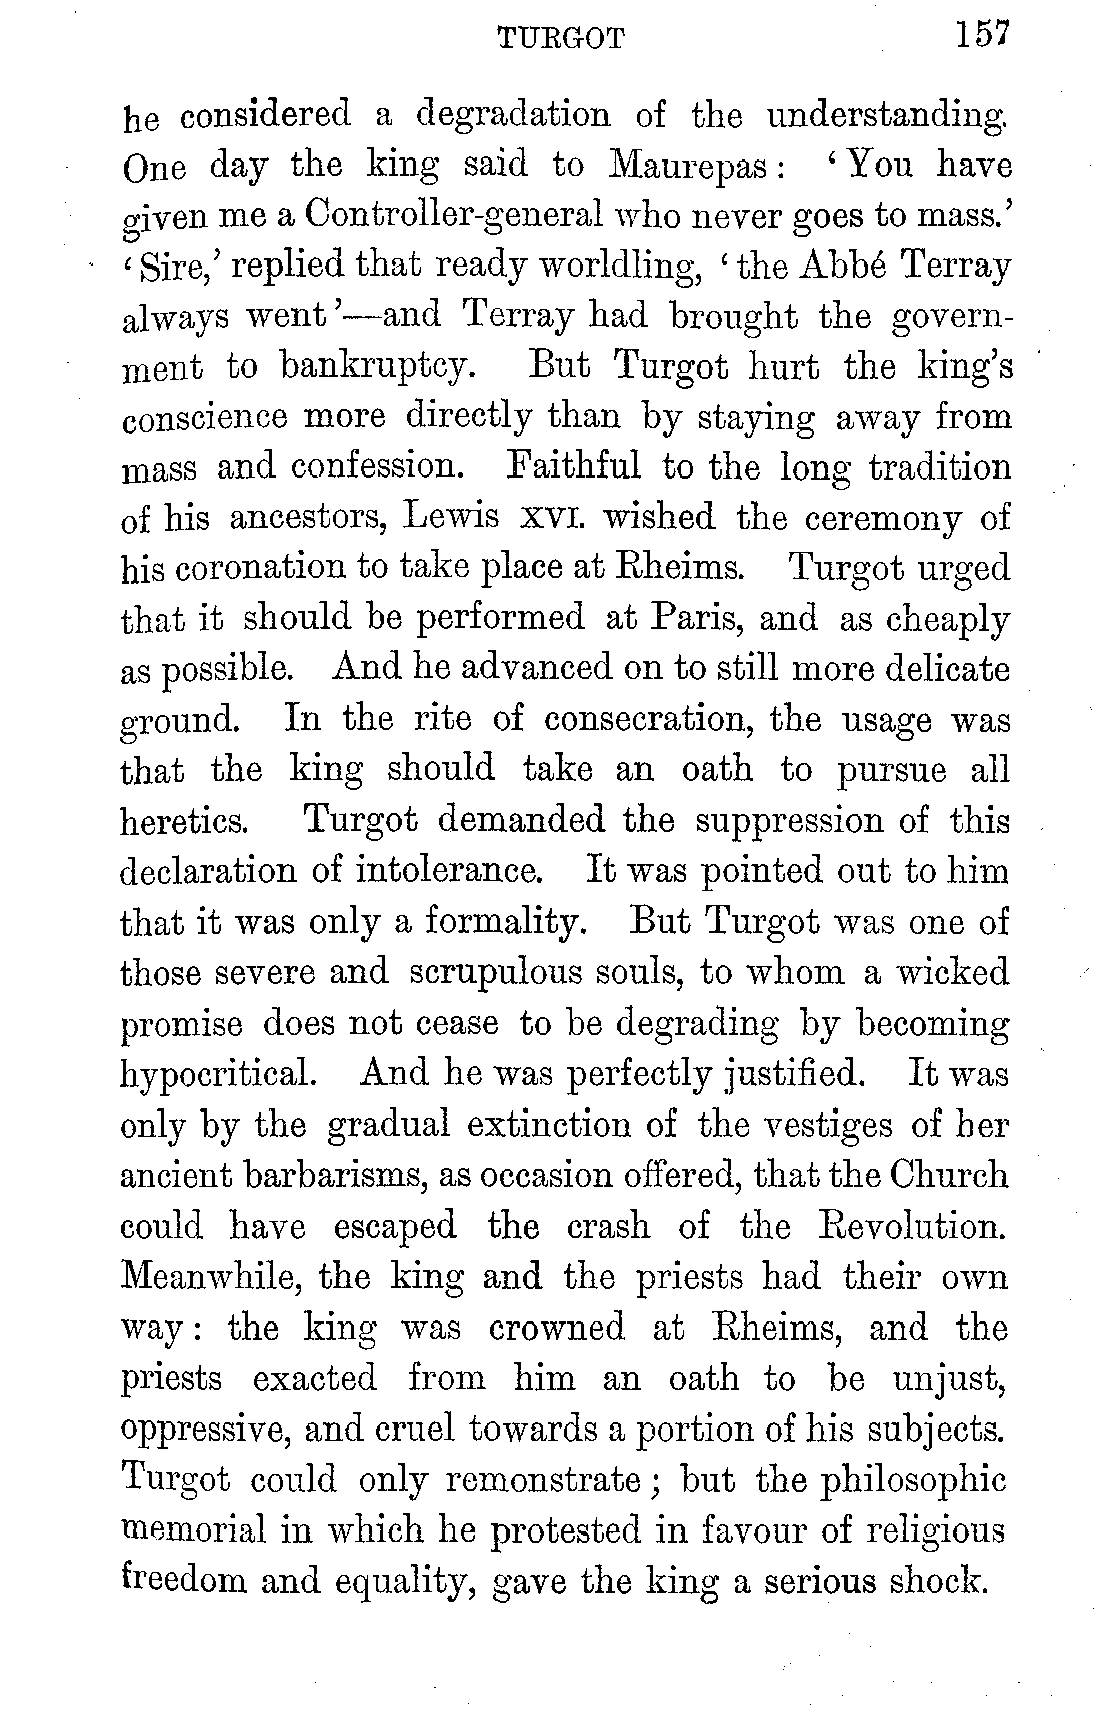 TURGOT 157
he considered a degradation of the understanding.
One day the king said to Maurepas : ‘ You have
given me a Controller-general who never goes to mass.’
‘ Sire,’ replied that ready worldling, ‘ the Abbé Terray
always went ’—and Terray had brought the govern-
ment to bankruptcy. But Turgot hurt the king’s
conscience more directly than by staying away from
mass and confession. Faithful to the long tradition
of his ancestors, Lewis XVI. wished the ceremony of
his coronation to take place at Rheims. Turgot urged
that it should be performed at Paris, and as cheaply
as possible. And he advanced on to still more delicate
ground. In the rite of consecration, the usage was
that the king should take an oath to pursue all
heretics. Turgot demanded the suppression of this
declaration of intolerance. It was pointed out to him
that it was only a formality. But Turgot was one of
those severe and scrupulous souls, to whom a wicked
promise does not cease to be degrading by becoming
hypocritical. And he was perfectly justified. It was
only by the gradual extinction of the vestiges of her
ancient barbarisms, as occasion offered, that the Church
could have escaped the crash of the Revolution.
Meanwhile, the king and the priests had their own
way : the king was crowned at Rheims, and the
priests exacted from him an oath to be unjust,
oppressive, and cruel towards a portion of his subjects.
Turgot could only remonstrate ; but the philosophic
memorial in which he protested in favour of religious
freedom and equality, gave the king a serious shock.